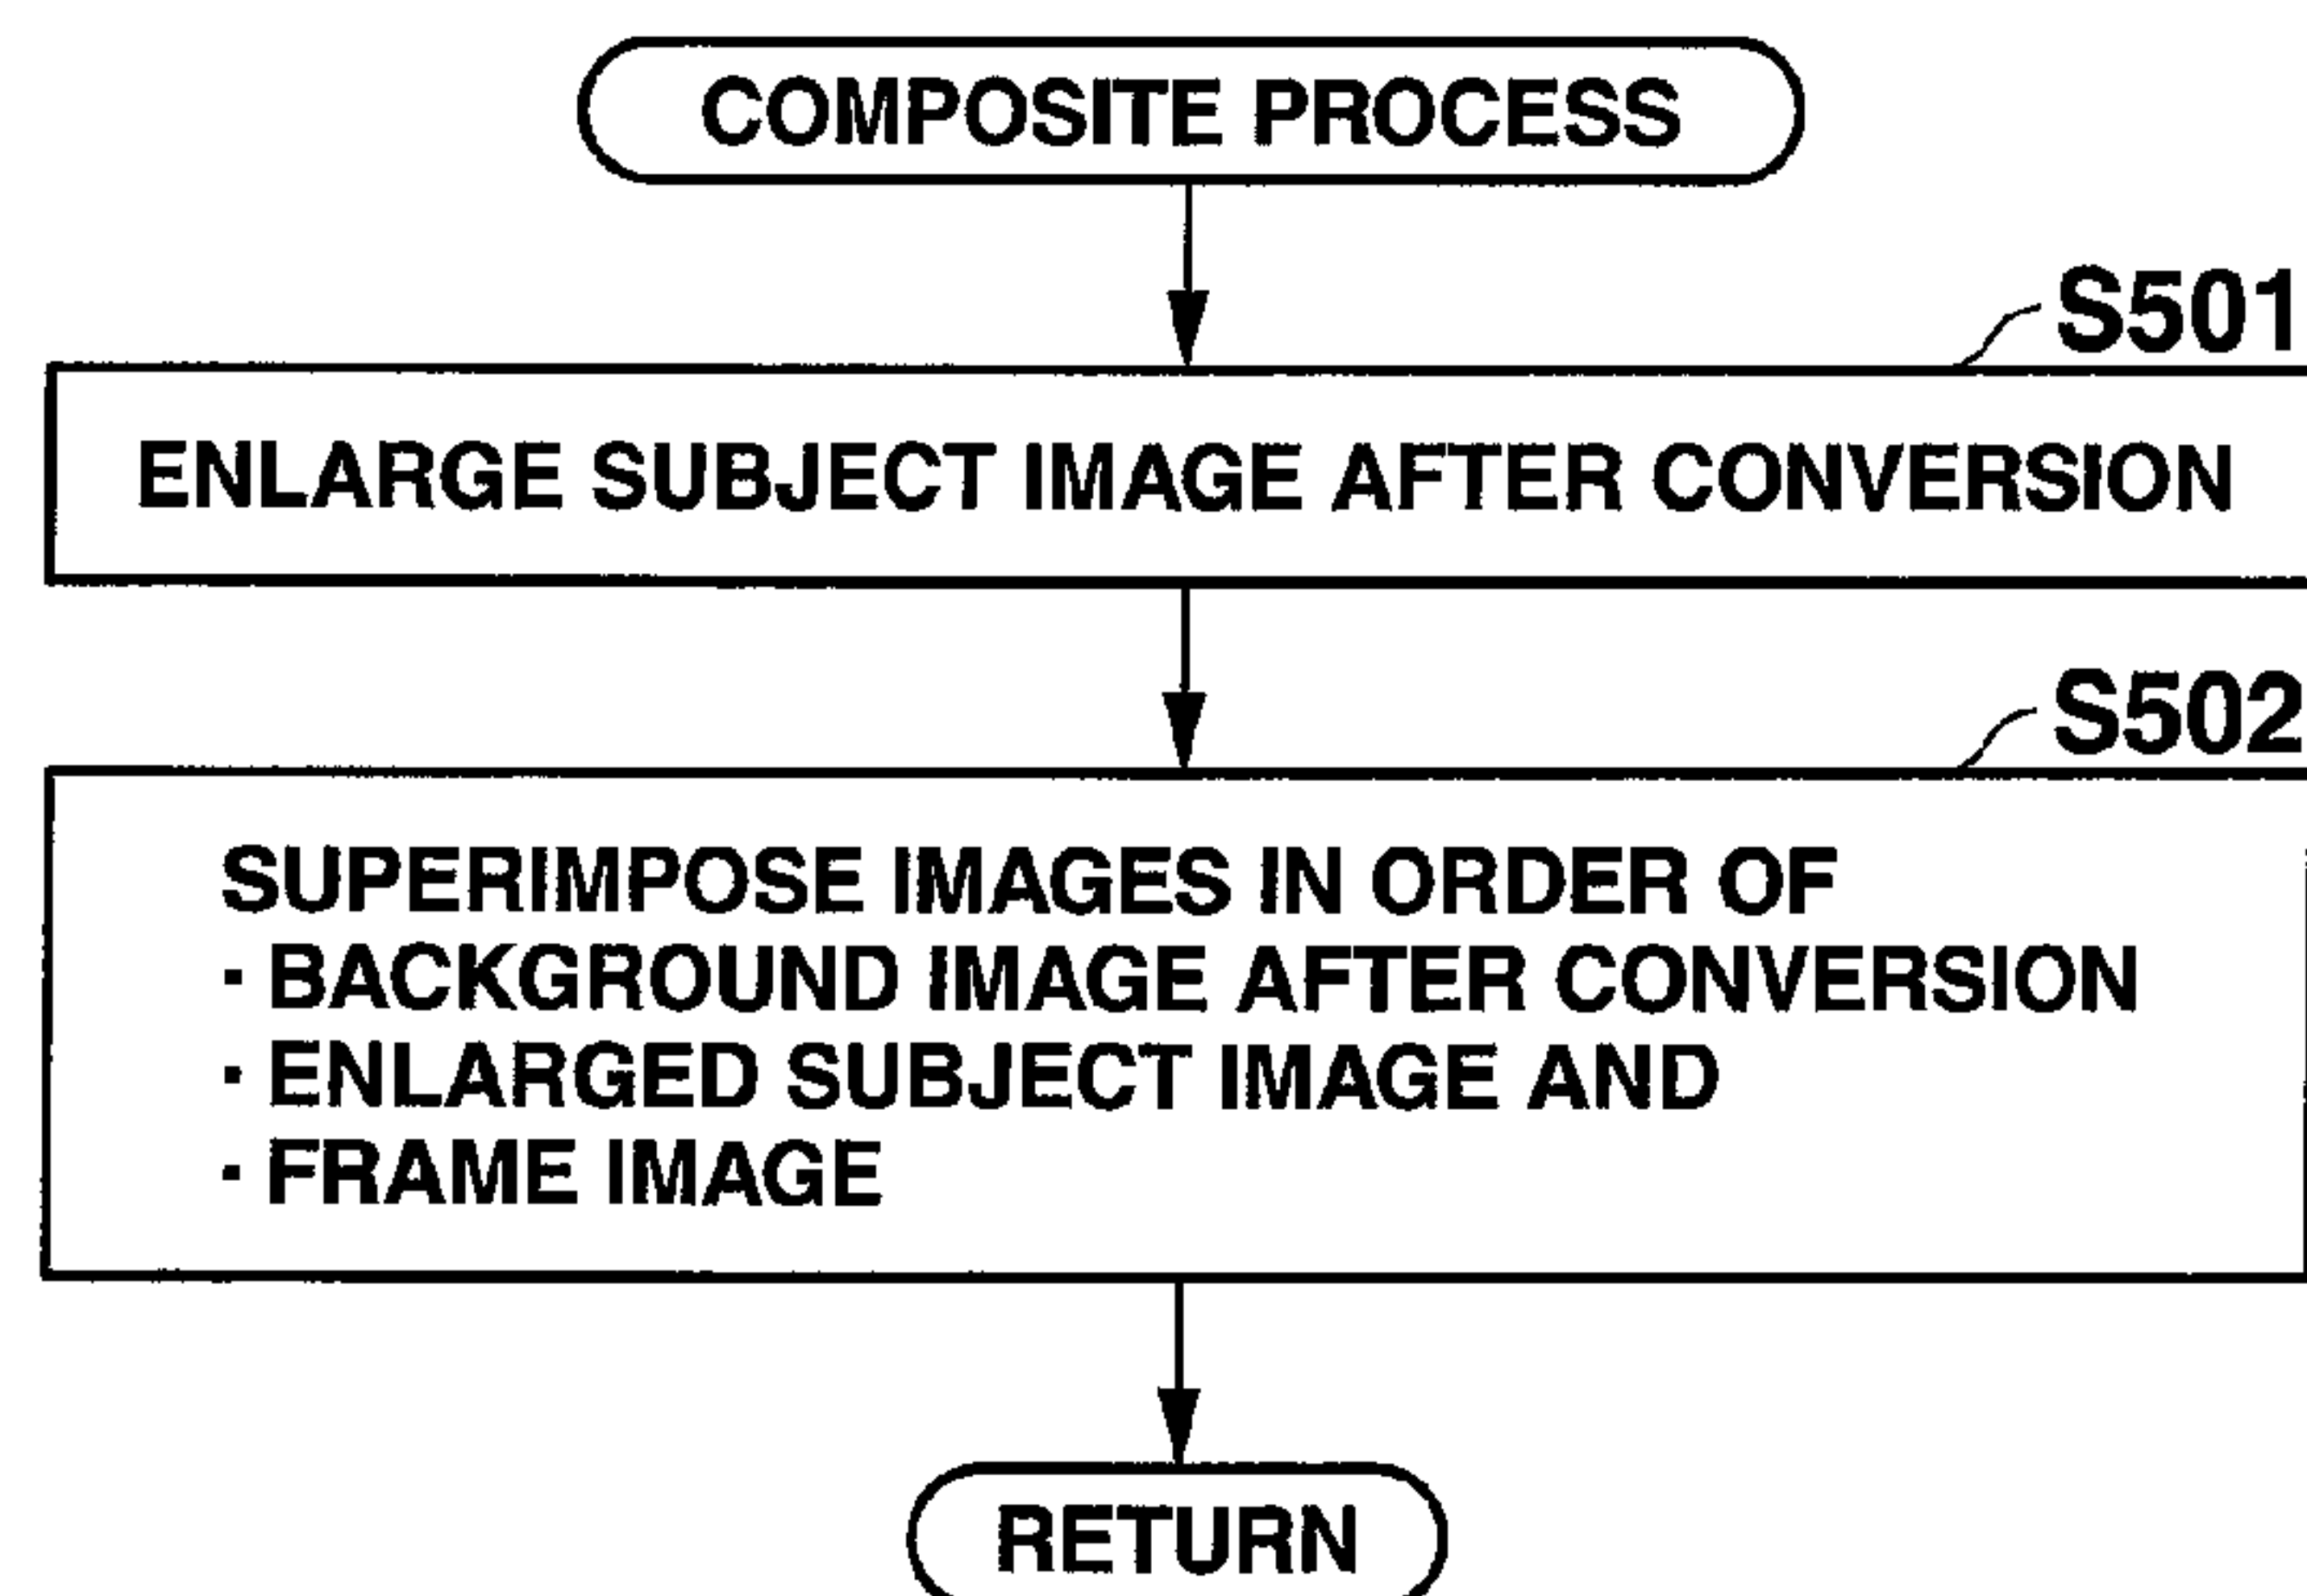 COMPOSITE PROCESS
S501
ENLARGE SUBJECT IMAGE AFTER CONVERSION
S502
SUPERIMPOSE IMAGES IN ORDER OF
· BACKGROUND IMAGE AFTER CONVERSION
· ENLARGED SUBJECT IMAGE AND
· FRAME IMAGE
RETURN